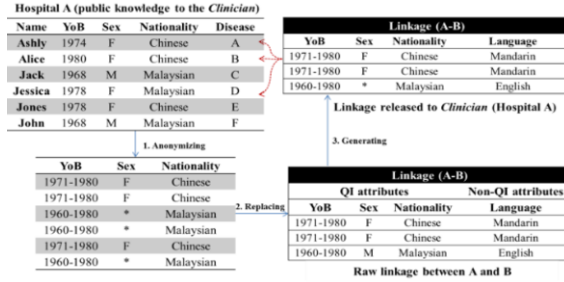 Hospital A (public knowledge to the Clinician)
Name YoB Sex Nationality Disease
Ashly 1974 F Chinese A
Alice 1980 F Chinese B
Jack 1968 M Malaysian C
Jessica 1978 F Malaysian D
Jones 1978 F Chinese E
John 1968 M Malaysian F
Linkage (A-B)
YoB Sex Nationality Language
1971-1980 F Chinese Mandarin
1971-1980 F Chinese Mandarin
1960-1980 * Malaysian English
Linkage released to Clinician (Hospital A)
1. Anonymizing
3. Generating
YoB Sex Nationality
1971-1980 F Chinese
1971-1980 F Chinese
1960-1980 * Malaysian
1960-1980 * Malaysian
1971-1980 F Chinese
1960-1980 * Malaysian
2. Replacing
Linkage (A-B)
QI attributes Non-QI attributes
YoB Sex Nationality Language
1971-1980 F Chinese Mandarin
1971-1980 F Chinese Mandarin
1960-1980 M Malaysian English
Raw linkage between A and B